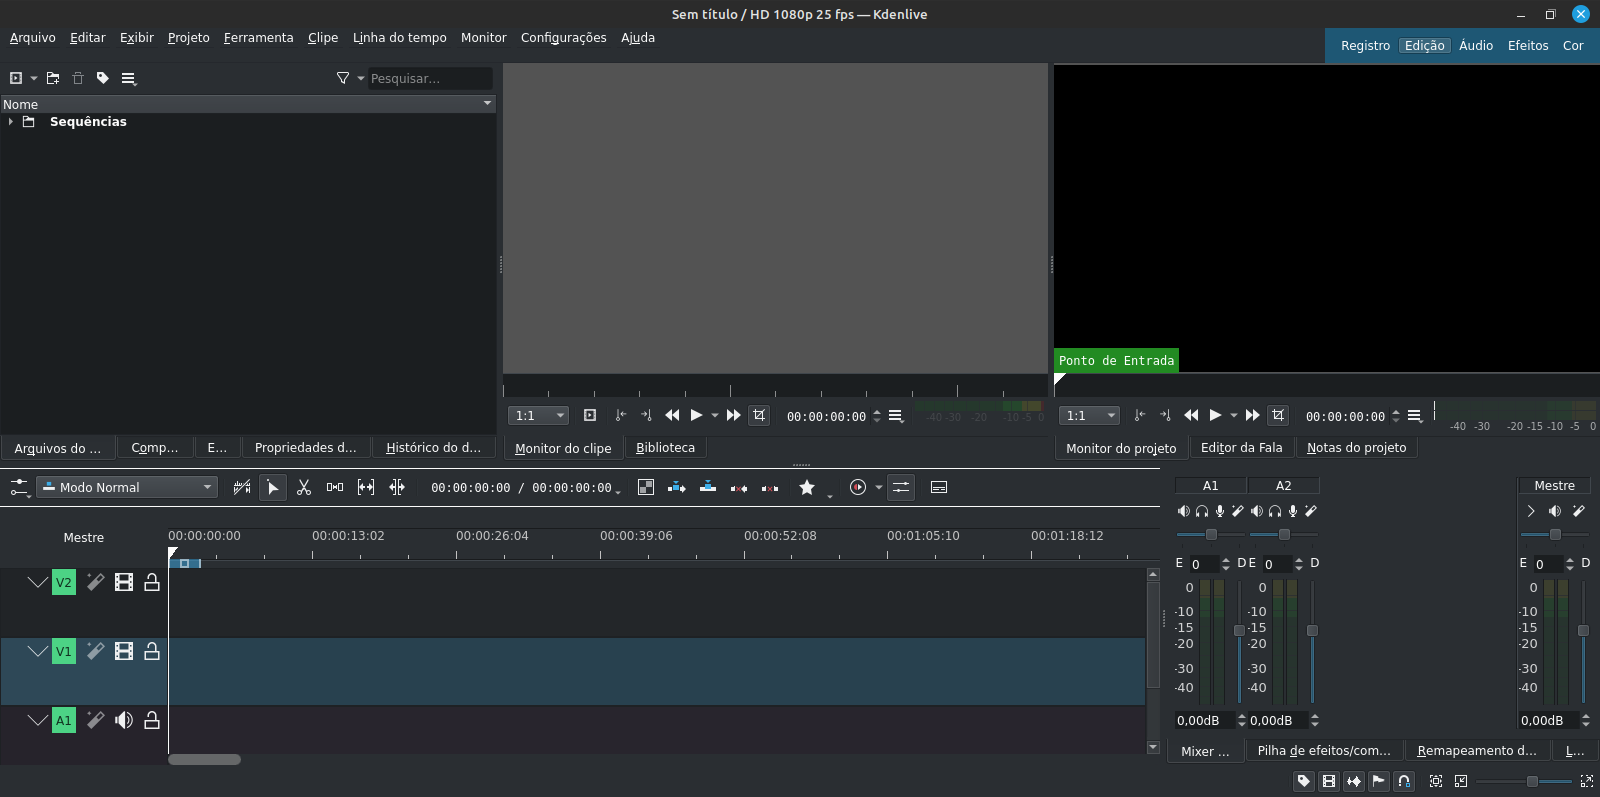 Sem título / HD 1080p 25 fps — Kdenlive
Arquivo Editar Exibir Projeto Ferramenta Clipe Linha do tempo Monitor Configurações Ajuda
Registro Edição Áudio Efeitos Cor
Pesquisar...
Nome
Sequências
Ponto de Entrada
1:1 00:00:00:00 -40 -30 -20 -10 -5 0
1:1 00:00:00:00 -40 -30 -20 -15 -10 -5 0
Arquivos do ... Comp... E... Propriedades d... Histórico do d...
Monitor do clipe Biblioteca
Monitor do projeto Editor da Fala Notas do projeto
Modo Normal 00:00:00:00 / 00:00:00:00
Mestre 00:00:00:00 00:00:13:02 00:00:26:04 00:00:39:06 00:00:52:08 00:01:05:10 00:01:18:12
V2
V1
A1
A1 A2 Mestre
E 0 D E 0 D E 0 D
0 0 0
-10 -10 -10
-15 -15 -15
-20 -20 -20
-30 -30 -30
-40 -40 -40
0,00dB 0,00dB 0,00dB
Mixer ... Pilha de efeitos/com... Remapeamento d... L...